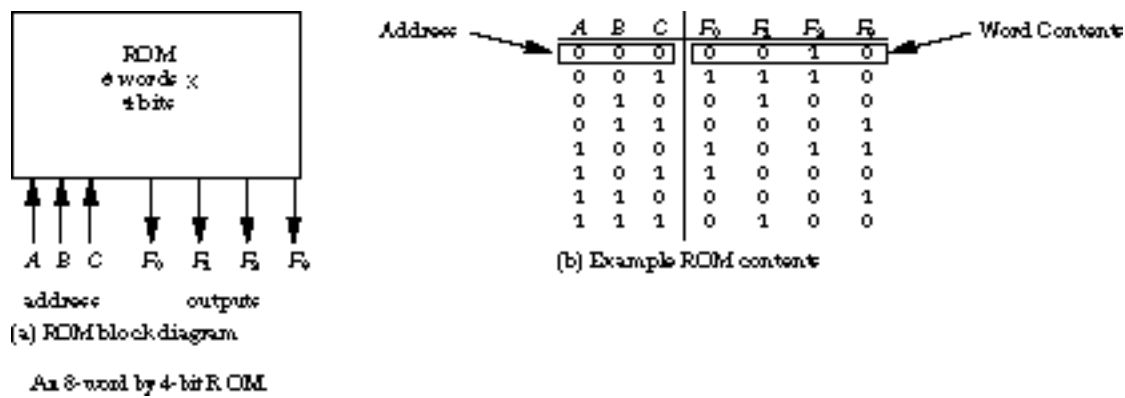 ROM
8 words x
4 bits
A B C F0 F1 F2 F3
address outputs
(a) ROM block diagram
An 8-word by 4-bit ROM.
Address
A B C F0 F1 F2 F3
0 0 0 0 0 1 0
0 0 1 1 1 1 0
0 1 0 0 1 0 0
0 1 1 0 0 0 1
1 0 0 1 0 1 1
1 0 1 1 0 0 0
1 1 0 0 0 0 1
1 1 1 0 1 0 0
Word Contents
(b) Example ROM contents